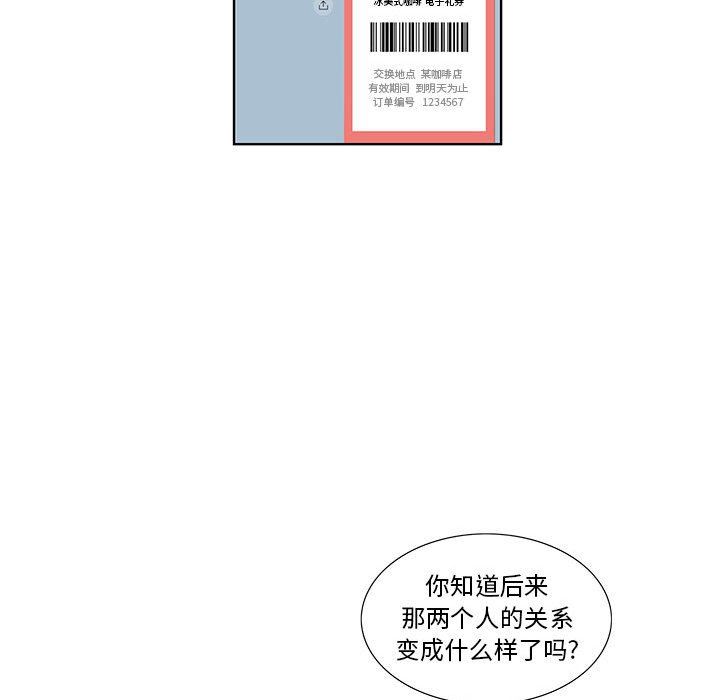 冰美式咖啡 电子礼券
交换地点 某咖啡店
有效期间 到明天为止
订单编号 1234567
你知道后来
那两个人的关系
变成什么样了吗?